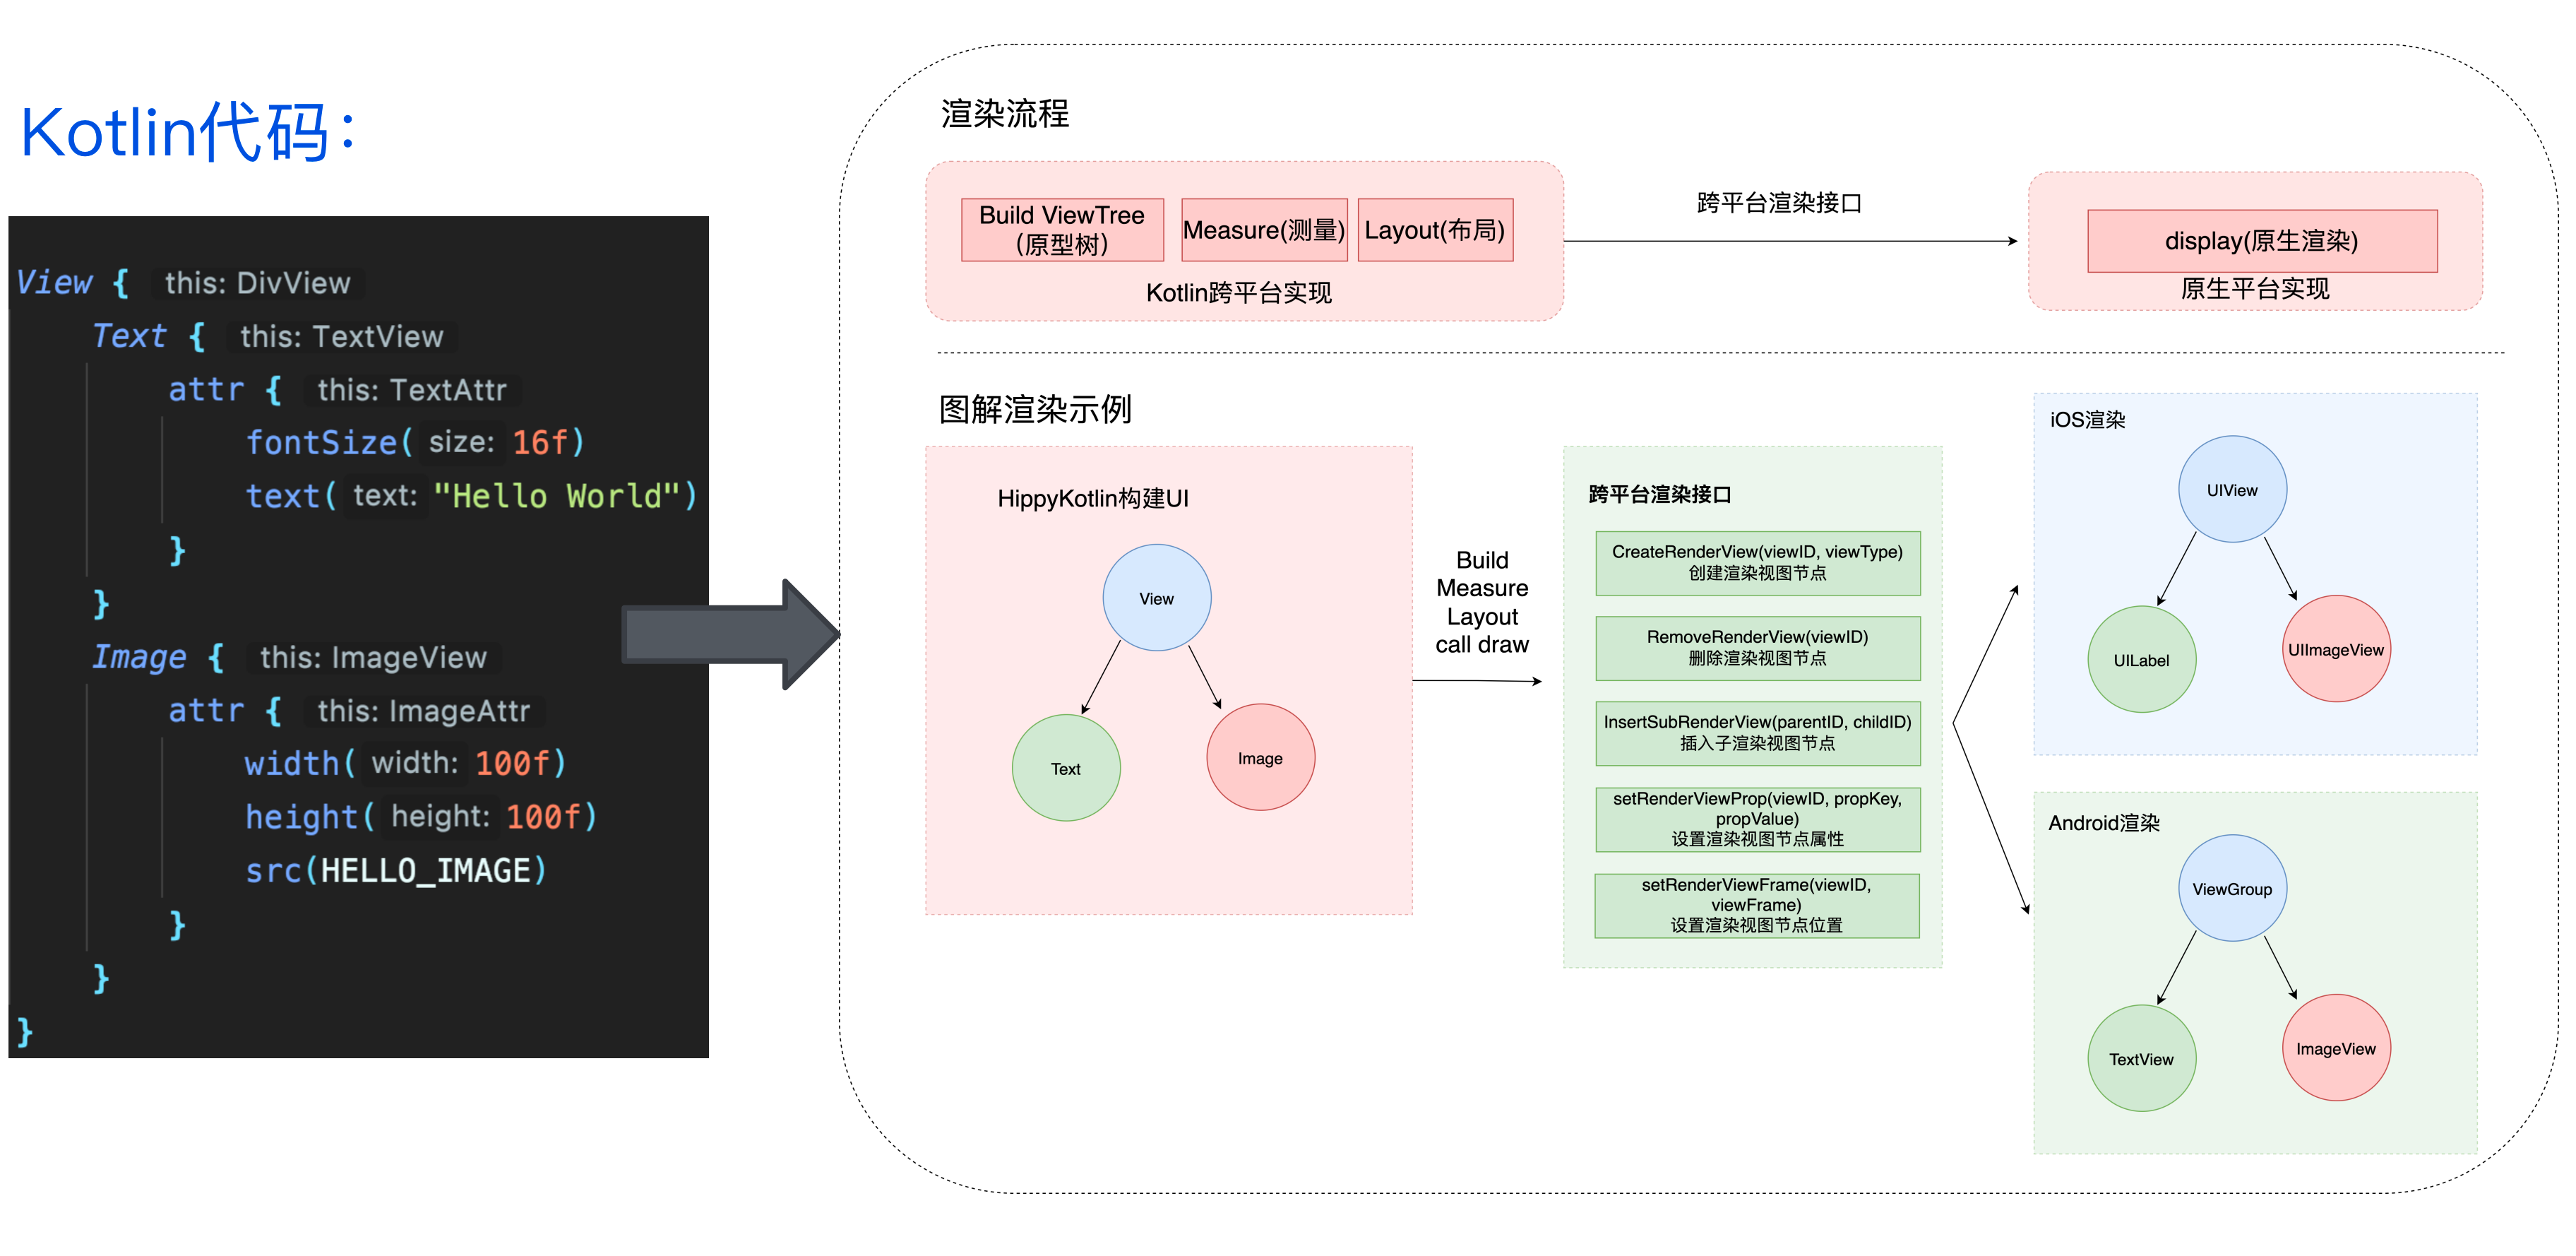 Kotlin代码：
View { this: DivView
Text { this: TextView
attr { this: TextAttr
fontSize( size: 16f)
text( text: "Hello World")
}
}
Image { this: ImageView
attr { this: ImageAttr
width( width: 100f)
height( height: 100f)
src(HELLO_IMAGE)
}
}
}
渲染流程
Build ViewTree
（原型树）
Measure(测量)
Layout(布局)
Kotlin跨平台实现
跨平台渲染接口
display(原生渲染)
原生平台实现
图解渲染示例
HippyKotlin构建UI
View
Text
Image
Build
Measure
Layout
call draw
跨平台渲染接口
CreateRenderView(viewID, viewType)
创建渲染视图节点
RemoveRenderView(viewID)
删除渲染视图节点
InsertSubRenderView(parentID, childID)
插入子渲染视图节点
setRenderViewProp(viewID, propKey,
propValue)
设置渲染视图节点属性
setRenderViewFrame(viewID,
viewFrame)
设置渲染视图节点位置
iOS渲染
UIView
UILabel
UIImageView
Android渲染
ViewGroup
TextView
ImageView